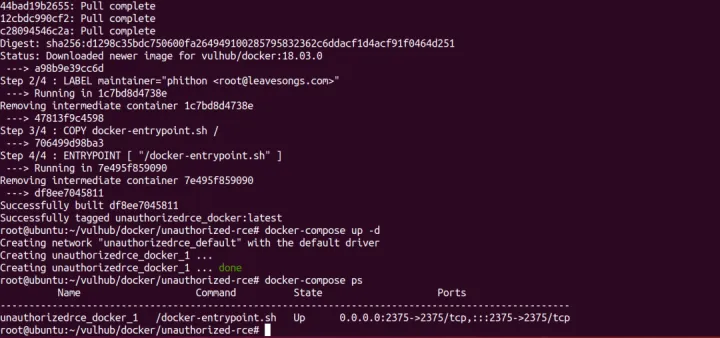 44bad19b2655: Pull complete
12cbdc990cf2: Pull complete
c28094546c2a: Pull complete
Digest: sha256:d1298c35bdc750600fa264949100285795832362c6ddacf1d4acf91f0464d251
Status: Downloaded newer image for vulhub/docker:18.03.0
---> a98b9e39cc6d
Step 2/4 : LABEL maintainer="phithon <root@leavesongs.com>"
---> Running in 1c7bd8d4738e
Removing intermediate container 1c7bd8d4738e
---> 47813f9c4598
Step 3/4 : COPY docker-entrypoint.sh /
---> 706499d98ba3
Step 4/4 : ENTRYPOINT [ "/docker-entrypoint.sh" ]
---> Running in 7e495f859090
Removing intermediate container 7e495f859090
---> df8ee7045811
Successfully built df8ee7045811
Successfully tagged unauthorizedrce_docker:latest
root@ubuntu:~/vulhub/docker/unauthorized-rce# docker-compose up -d
Creating network "unauthorizedrce_default" with the default driver
Creating unauthorizedrce_docker_1 ...
Creating unauthorizedrce_docker_1 ... done
root@ubuntu:~/vulhub/docker/unauthorized-rce# docker-compose ps
Name Command State Ports
--------------------------------------------------------------------------------------------
unauthorizedrce_docker_1 /docker-entrypoint.sh Up 0.0.0.0:2375->2375/tcp,:::2375->2375/tcp
root@ubuntu:~/vulhub/docker/unauthorized-rce#